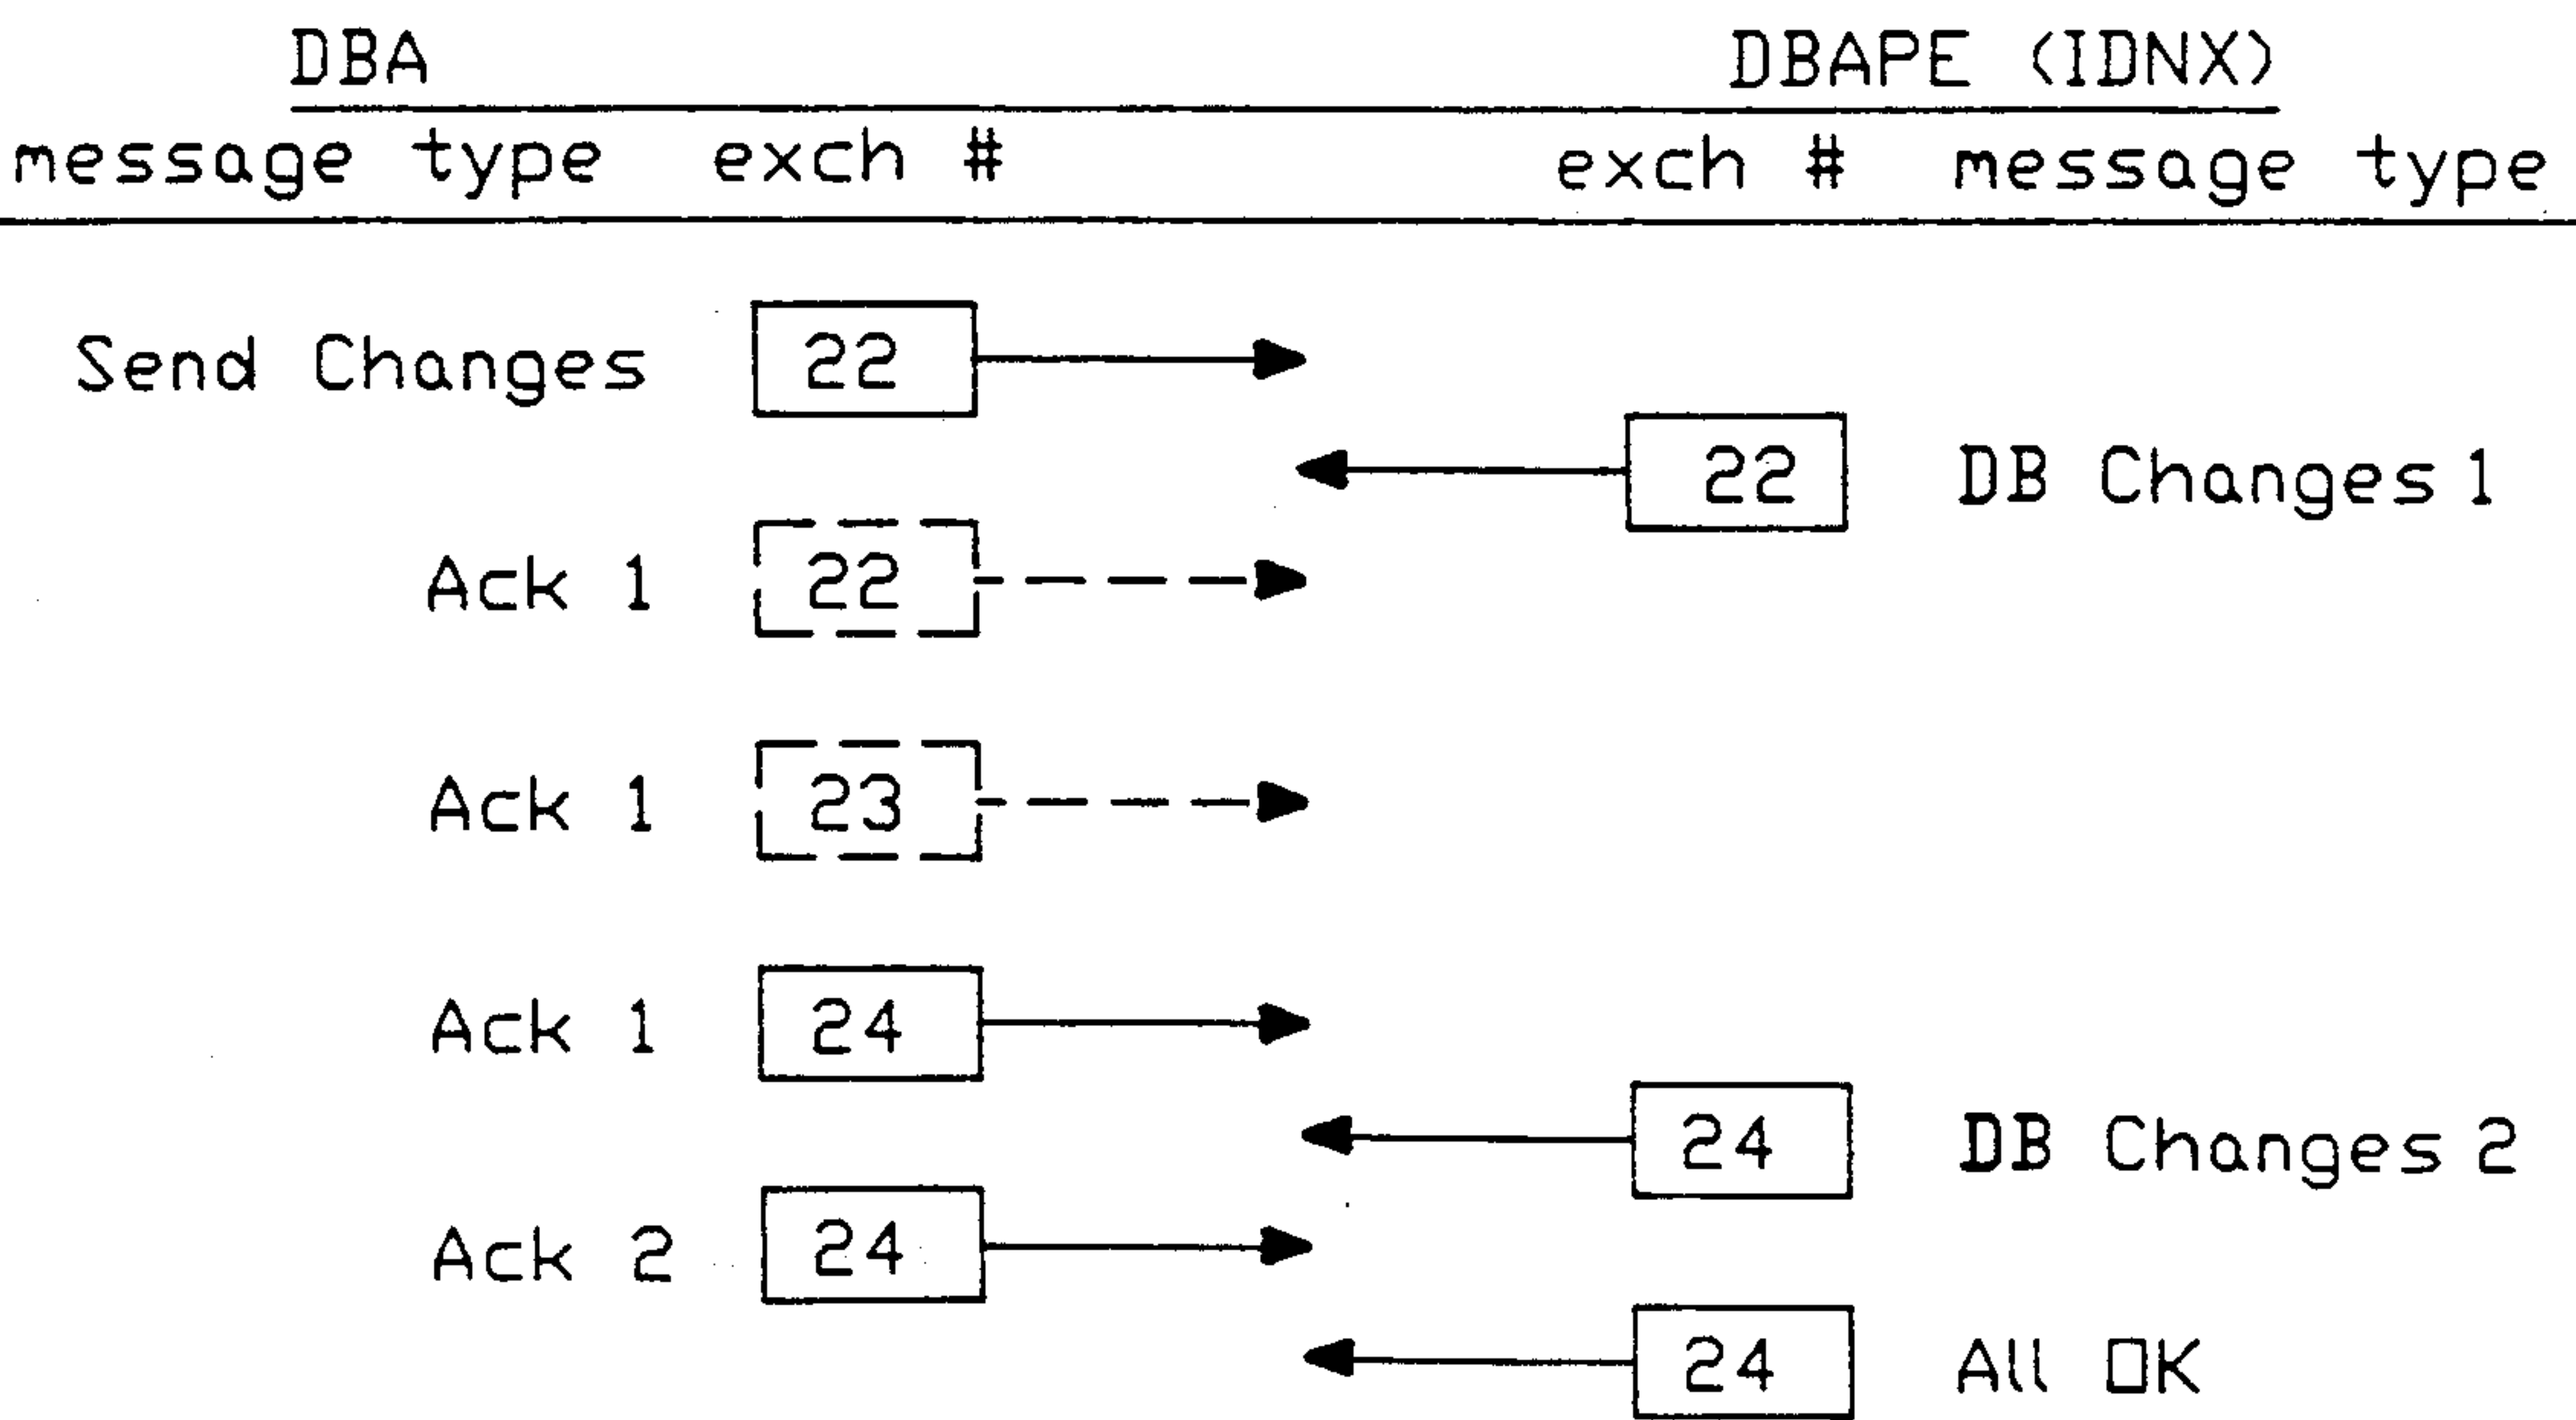 DBA DBAPE (IDNX)
message type exch # exch # message type
Send Changes 22
22 DB Changes 1
Ack 1 22
Ack 1 23
Ack 1 24
24 DB Changes 2
Ack 2 24
24 All OK